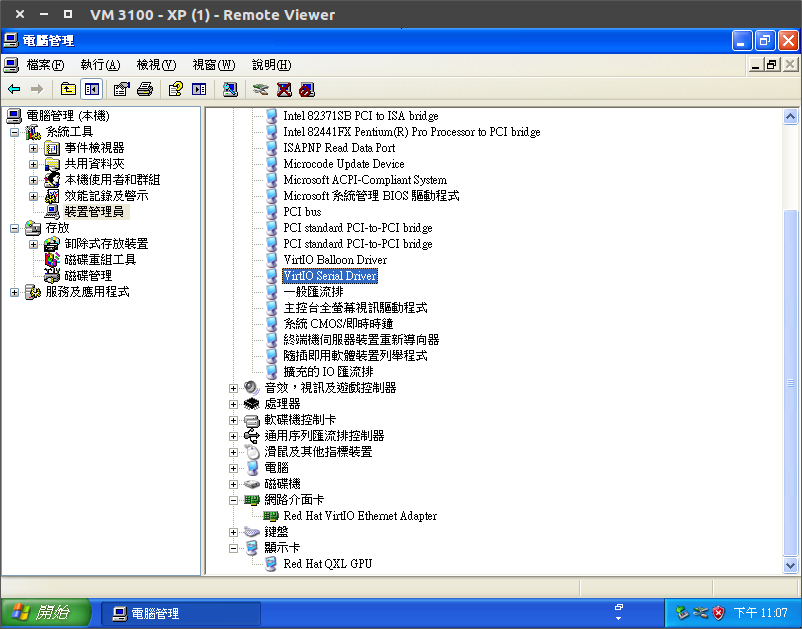 VM 3100 - XP (1) - Remote Viewer
電腦管理
檔案(F) 執行(A) 檢視(V) 視窗(W) 說明(H)
電腦管理 (本機)
系統工具
事件檢視器
共用資料夾
本機使用者和群組
效能記錄及警示
裝置管理員
存放
卸除式存放裝置
磁碟重組工具
磁碟管理
服務及應用程式
Intel 82371SB PCI to ISA bridge
Intel 82441FX Pentium(R) Pro Processor to PCI bridge
ISAPNP Read Data Port
Microcode Update Device
Microsoft ACPI-Compliant System
Microsoft 系統管理 BIOS 驅動程式
PCI bus
PCI standard PCI-to-PCI bridge
PCI standard PCI-to-PCI bridge
VirtIO Balloon Driver
VirtIO Serial Driver
一般匯流排
主控台全螢幕視訊驅動程式
系統 CMOS/即時時鐘
終端機伺服器裝置重新導向器
隨插即用軟體裝置列舉程式
擴充的 IO 匯流排
音效，視訊及遊戲控制器
處理器
軟碟機控制卡
通用序列匯流排控制器
滑鼠及其他指標裝置
電腦
磁碟機
網路介面卡
Red Hat VirtIO Ethernet Adapter
鍵盤
顯示卡
Red Hat QXL GPU
開始
電腦管理
下午 11:07